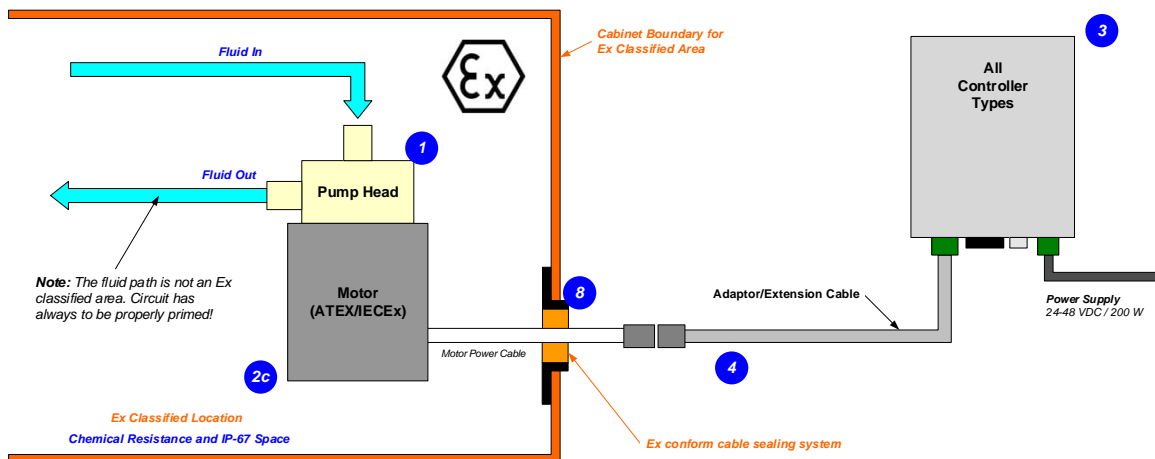 Fluid In
Cabinet Boundary for
Ex Classified Area
3
All
Controller
Types
Ex
1
Fluid Out
Pump Head
Note: The fluid path is not an Ex
classified area. Circuit has
always to be properly primed!
Motor
(ATEX/IECEx)
8
Adaptor/Extension Cable
Power Supply
24-48 VDC / 200 W
Motor Power Cable
4
2c
Ex Classified Location
Chemical Resistance and IP-67 Space
Ex conform cable sealing system